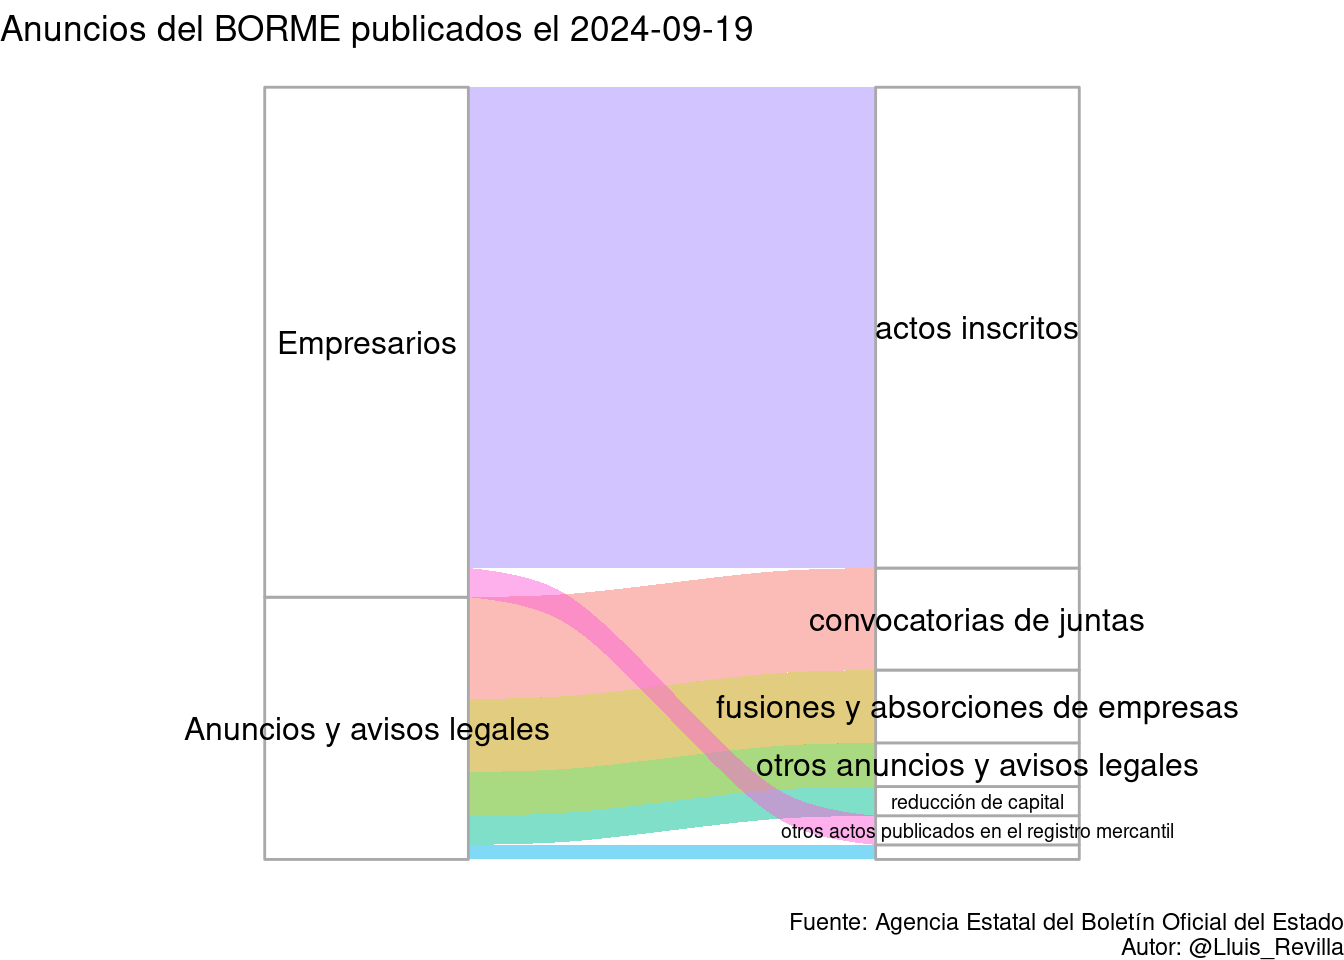 Anuncios del BORME publicados el 2024-09-19
Empresarios
actos inscritos
convocatorias de juntas
fusiones y absorciones de empresas
Anuncios y avisos legales
otros anuncios y avisos legales
reducción de capital
otros actos publicados en el registro mercantil
Fuente: Agencia Estatal del Boletín Oficial del Estado
Autor: @Lluis_Revilla